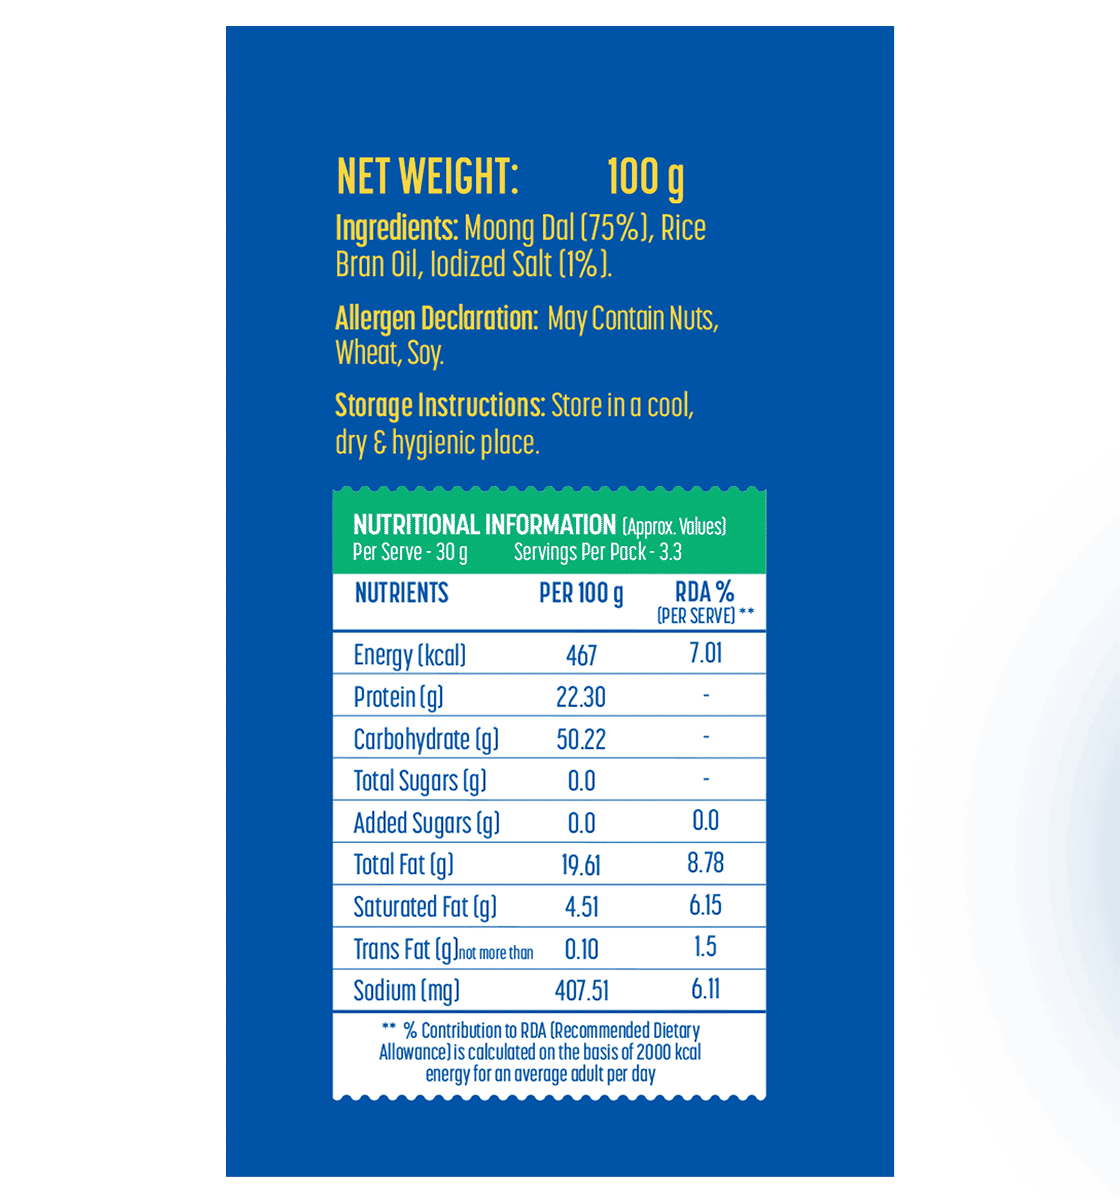 NET WEIGHT: 100 g
Ingredients: Moong Dal (75%), Rice
Bran Oil, Iodized Salt (1%).
Allergen Declaration: May Contain Nuts,
Wheat, Soy.
Storage Instructions: Store in a cool,
dry & hygienic place.
NUTRITIONAL INFORMATION (Approx. Values)
Per Serve - 30 g Servings Per Pack - 3.3
NUTRIENTS PER 100 g RDA %
(PER SERVE) **
Energy (kcal) 467 7.01
Protein (g) 22.30 -
Carbohydrate (g) 50.22 -
Total Sugars (g) 0.0 -
Added Sugars (g) 0.0 0.0
Total Fat (g) 19.61 8.78
Saturated Fat (g) 4.51 6.15
Trans Fat (g) not more than 0.10 1.5
Sodium (mg) 407.51 6.11
** % Contribution to RDA (Recommended Dietary
Allowance) is calculated on the basis of 2000 kcal
energy for an average adult per day